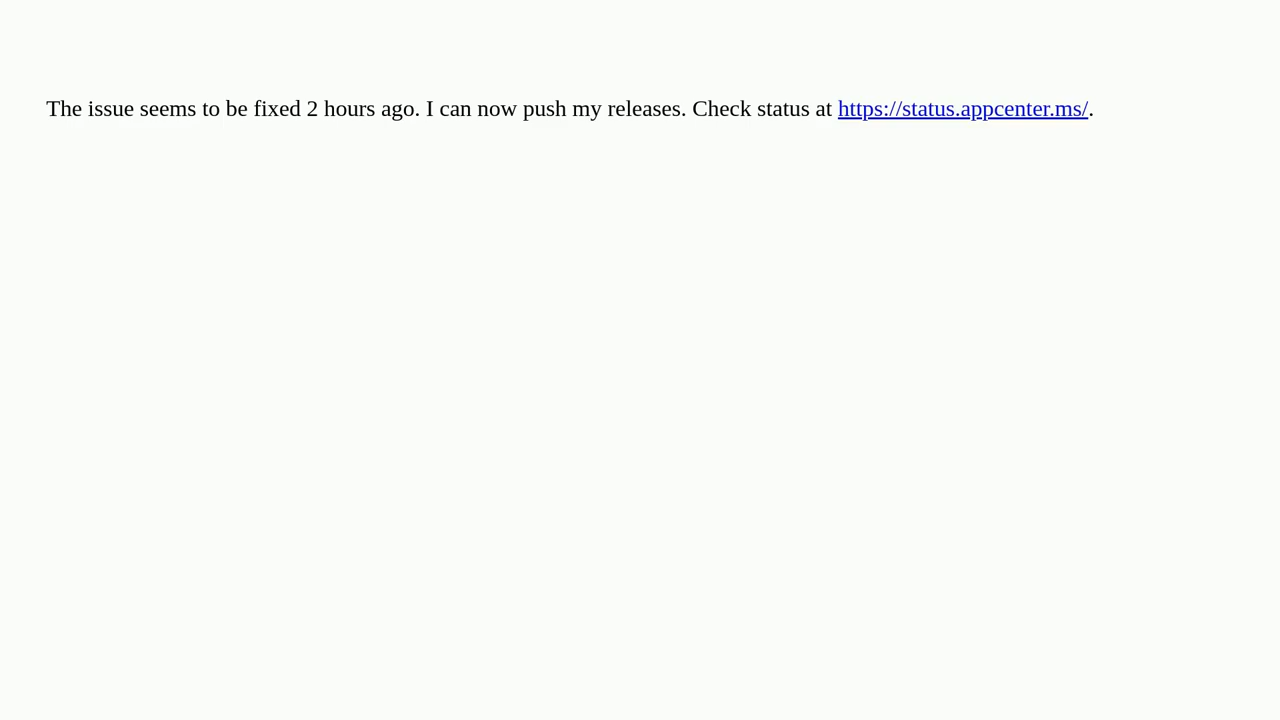 The issue seems to be fixed 2 hours ago. I can now push my releases. Check status at https://status.appcenter.ms/.